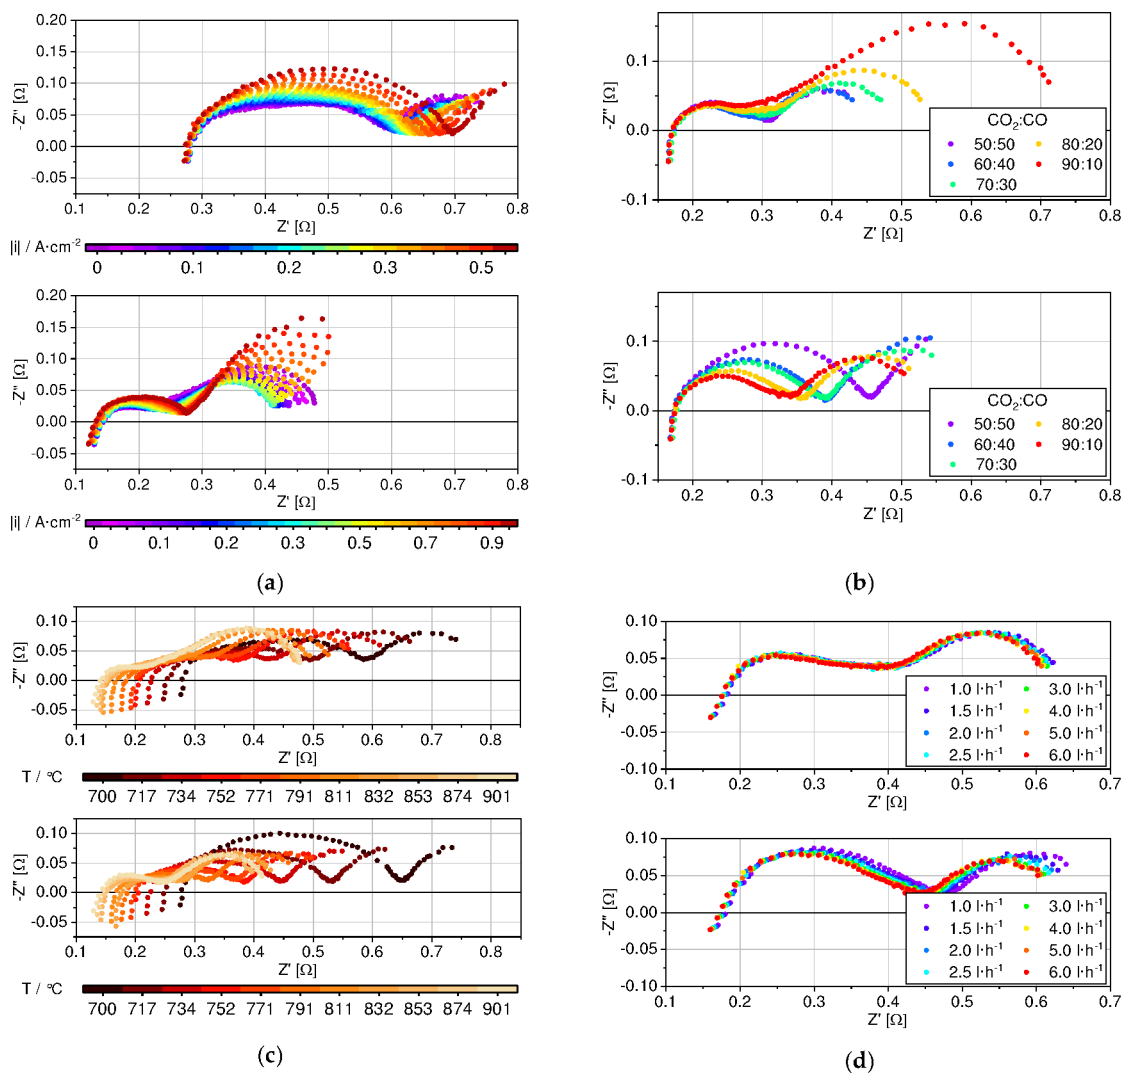 0.20
0.15
0.10
0.05
0.00
-0.05
-Z'' [Ω]
0.1 0.2 0.3 0.4 0.5 0.6 0.7 0.8
Z' [Ω]
|i| / A·cm-2
0 0.1 0.2 0.3 0.5
0.20
0.15
0.10
0.05
0.00
-0.05
-Z'' [Ω]
0.1 0.2 0.3 0.4 0.5 0.6 0.7 0.8
Z' [Ω]
|i| / A·cm-2
0 0.1 0.2 0.3 0.5 0.7 0.9
(a)
0.1
0.0
-0.1
-Z'' [Ω]
CO2:CO
50:50 80:20
60:40 90:10
70:30
0.2 0.3 0.4 0.5 0.6 0.7 0.8
Z' [Ω]
0.1
0.0
-0.1
-Z'' [Ω]
CO2:CO
50:50 80:20
60:40 90:10
70:30
0.2 0.3 0.4 0.5 0.6 0.7 0.8
Z' [Ω]
(b)
0.10
0.05
0.00
-0.05
-Z'' [Ω]
0.1 0.2 0.3 0.4 0.5 0.6 0.7 0.8
Z' [Ω]
T / °C
700 717 734 752 771 791 811 832 853 874 901
0.10
0.05
0.00
-0.05
-Z'' [Ω]
0.1 0.2 0.3 0.4 0.5 0.6 0.7 0.8
Z' [Ω]
T / °C
700 717 734 752 771 791 811 832 853 874 901
(c)
0.10
0.05
0.00
-0.05
-0.10
-Z'' [Ω]
1.0 l·h-1 3.0 l·h-1
1.5 l·h-1 4.0 l·h-1
2.0 l·h-1 5.0 l·h-1
2.5 l·h-1 6.0 l·h-1
0.1 0.2 0.3 0.4 0.5 0.6 0.7
Z' [Ω]
0.10
0.05
0.00
-0.05
-0.10
-Z'' [Ω]
1.0 l·h-1 3.0 l·h-1
1.5 l·h-1 4.0 l·h-1
2.0 l·h-1 5.0 l·h-1
2.5 l·h-1 6.0 l·h-1
0.1 0.2 0.3 0.4 0.5 0.6 0.7
Z' [Ω]
(d)